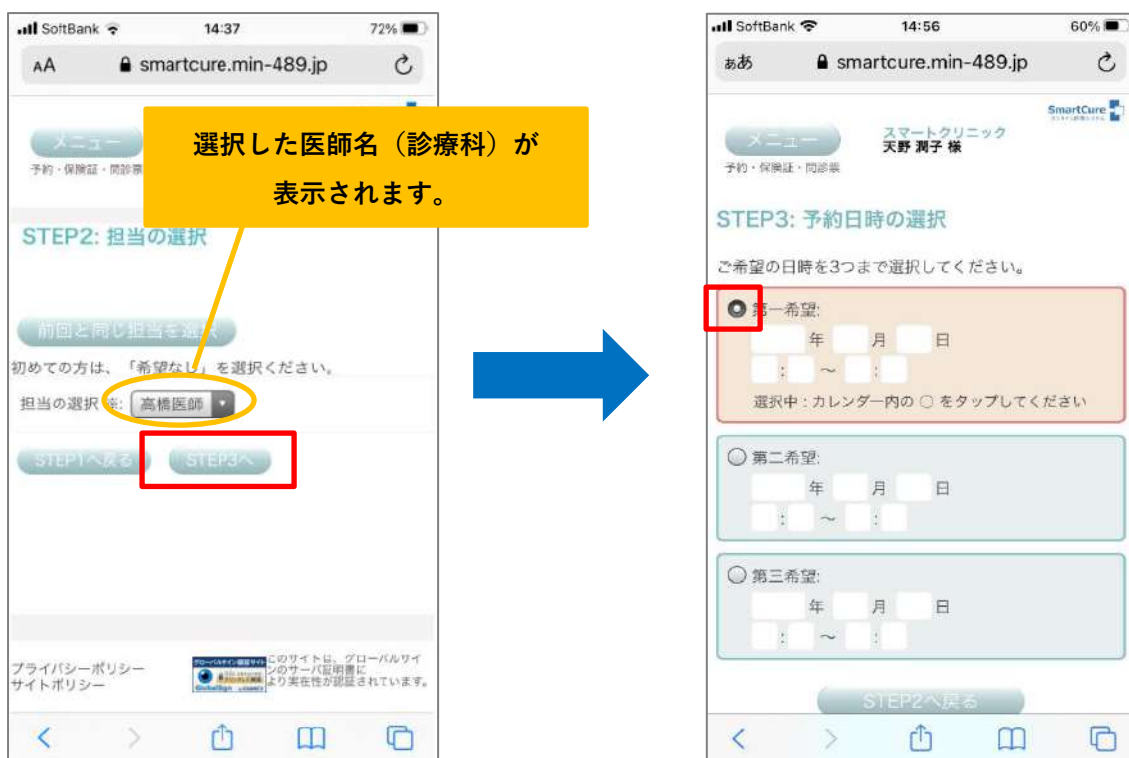 SoftBank 14:37 72%
AA smartcure.min-489.jp
選択した医師名（診療科）が
表示されます。
メニュー
予約・保険証・問診票
STEP2: 担当の選択
前回と同じ担当を選択
初めての方は、「希望なし」を選択ください。
担当の選択 ※: 高橋医師
STEP1へ戻る STEP3へ
プライバシーポリシー
サイトポリシー
このサイトは、グローバルサイ
ンのサーバ証明書に
より実在性が認証されています。
GlobalSign
SoftBank 14:56 60%
ぁあ smartcure.min-489.jp
SmartCure
メニュー
予約・保険証・問診票
スマートクリニック
天野 潤子 様
STEP3: 予約日時の選択
ご希望の日時を3つまで選択してください。
第一希望:
年 月 日
: ～ :
選択中：カレンダー内の ○ をタップしてください
第二希望:
年 月 日
: ～ :
第三希望:
年 月 日
: ～ :
STEP2へ戻る